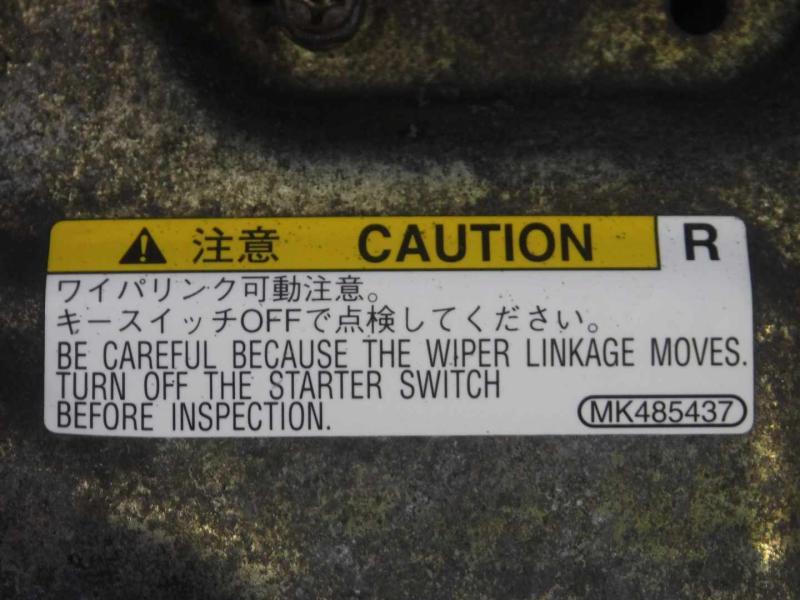 注意 CAUTION R
ワイパリンク可動注意。
キースイッチOFFで点検してください。
BE CAREFUL BECAUSE THE WIPER LINKAGE MOVES.
TURN OFF THE STARTER SWITCH
BEFORE INSPECTION. MK485437